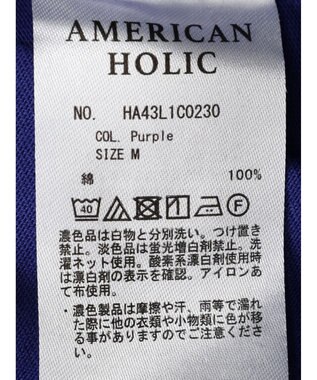 AMERICAN
HOLIC
NO. HA43L1C0230
COL. Purple
SIZE M
綿 100%
40 F
濃色品は白物と分別洗い。つけ置き
禁止。淡色品は蛍光増白剤禁止。洗
濯ネット使用。酸素系漂白剤使用時
は漂白剤の表示を確認。アイロンあ
て布使用。
・濃色製品は摩擦や汗、雨等で濡れ
た際に他の衣類や小物類に色が移
る事がありますのでご注意くださ
い。